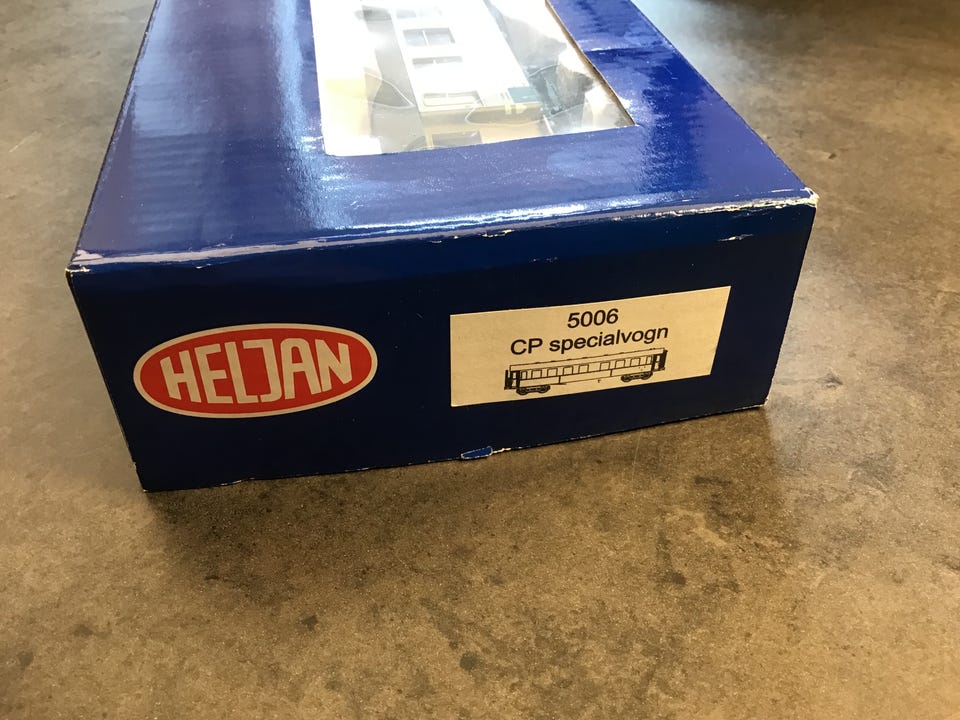 HELJAN
5006
CP specialvogn